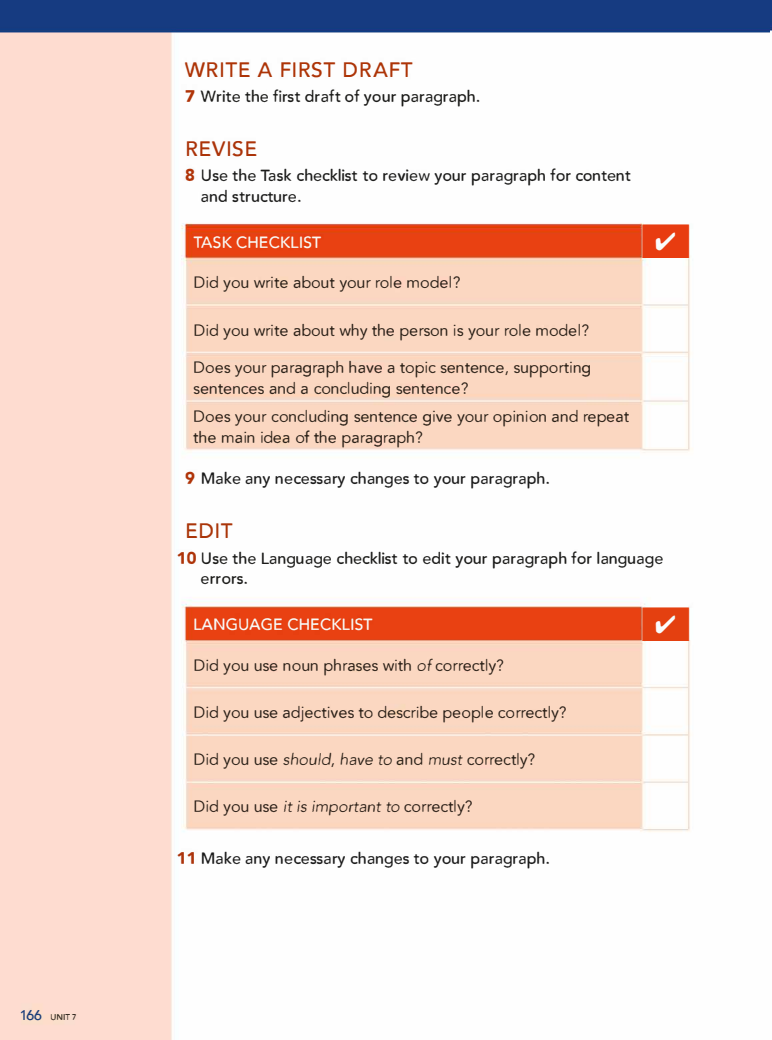 WRITE A FIRST DRAFT
7 Write the first draft of your paragraph.
REVISE
8 Use the Task checklist to review your paragraph for content
and structure.
TASK CHECKLIST ✔
Did you write about your role model?
Did you write about why the person is your role model?
Does your paragraph have a topic sentence, supporting
sentences and a concluding sentence?
Does your concluding sentence give your opinion and repeat
the main idea of the paragraph?
9 Make any necessary changes to your paragraph.
EDIT
10 Use the Language checklist to edit your paragraph for language
errors.
LANGUAGE CHECKLIST ✔
Did you use noun phrases with of correctly?
Did you use adjectives to describe people correctly?
Did you use should, have to and must correctly?
Did you use it is important to correctly?
11 Make any necessary changes to your paragraph.
166 UNIT 7